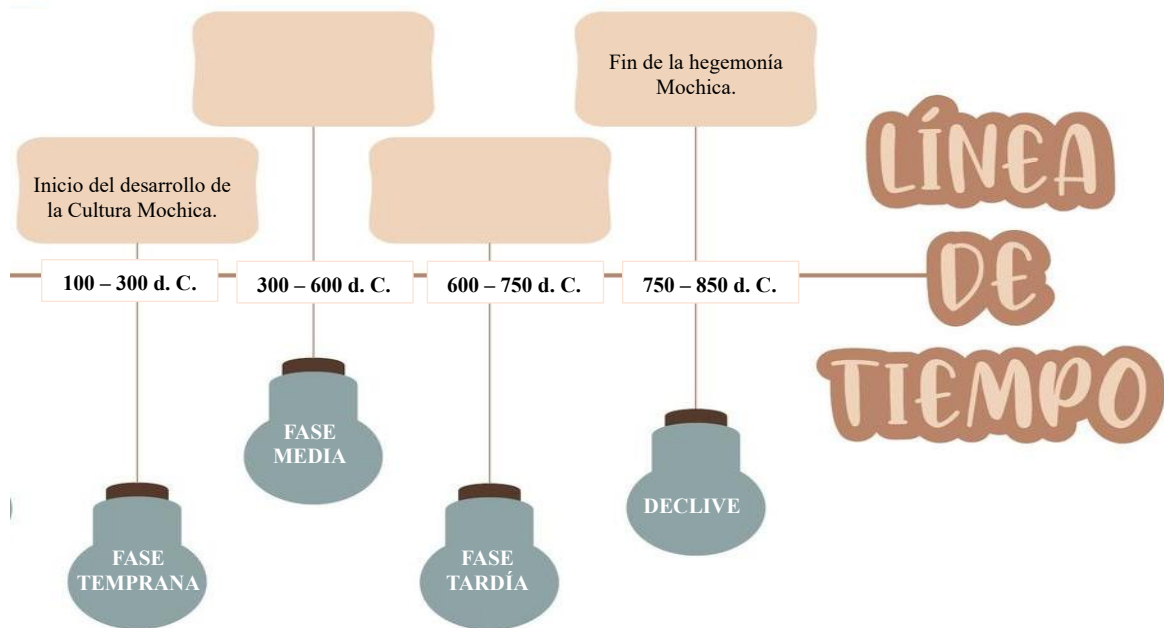 Fin de la hegemonía
Mochica.
Inicio del desarrollo de
la Cultura Mochica.
100 – 300 d. C.
300 – 600 d. C.
600 – 750 d. C.
750 – 850 d. C.
FASE
TEMPRANA
FASE
MEDIA
FASE
TARDÍA
DECLIVE
LÍNEA
DE
TIEMPO